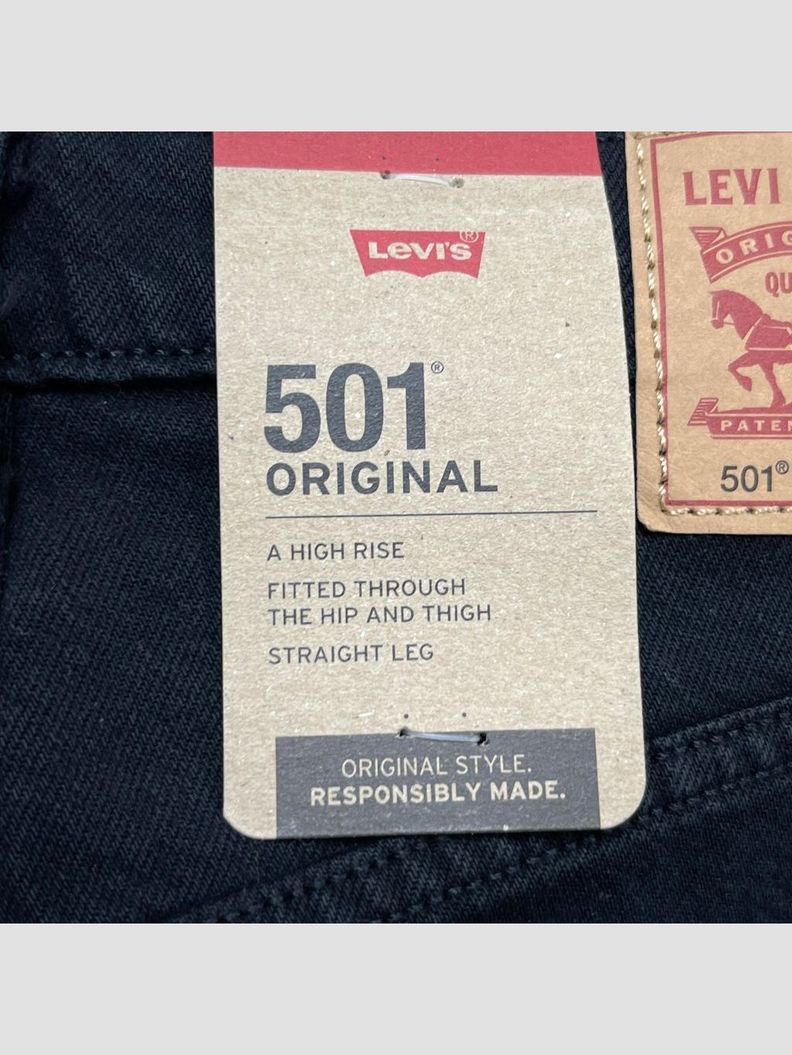 LEVI'S®
501®
ORIGINAL
A HIGH RISE
FITTED THROUGH
THE HIP AND THIGH
STRAIGHT LEG
ORIGINAL STYLE.
RESPONSIBLY MADE.
LEVI
ORIG
QU
PATEN
501®